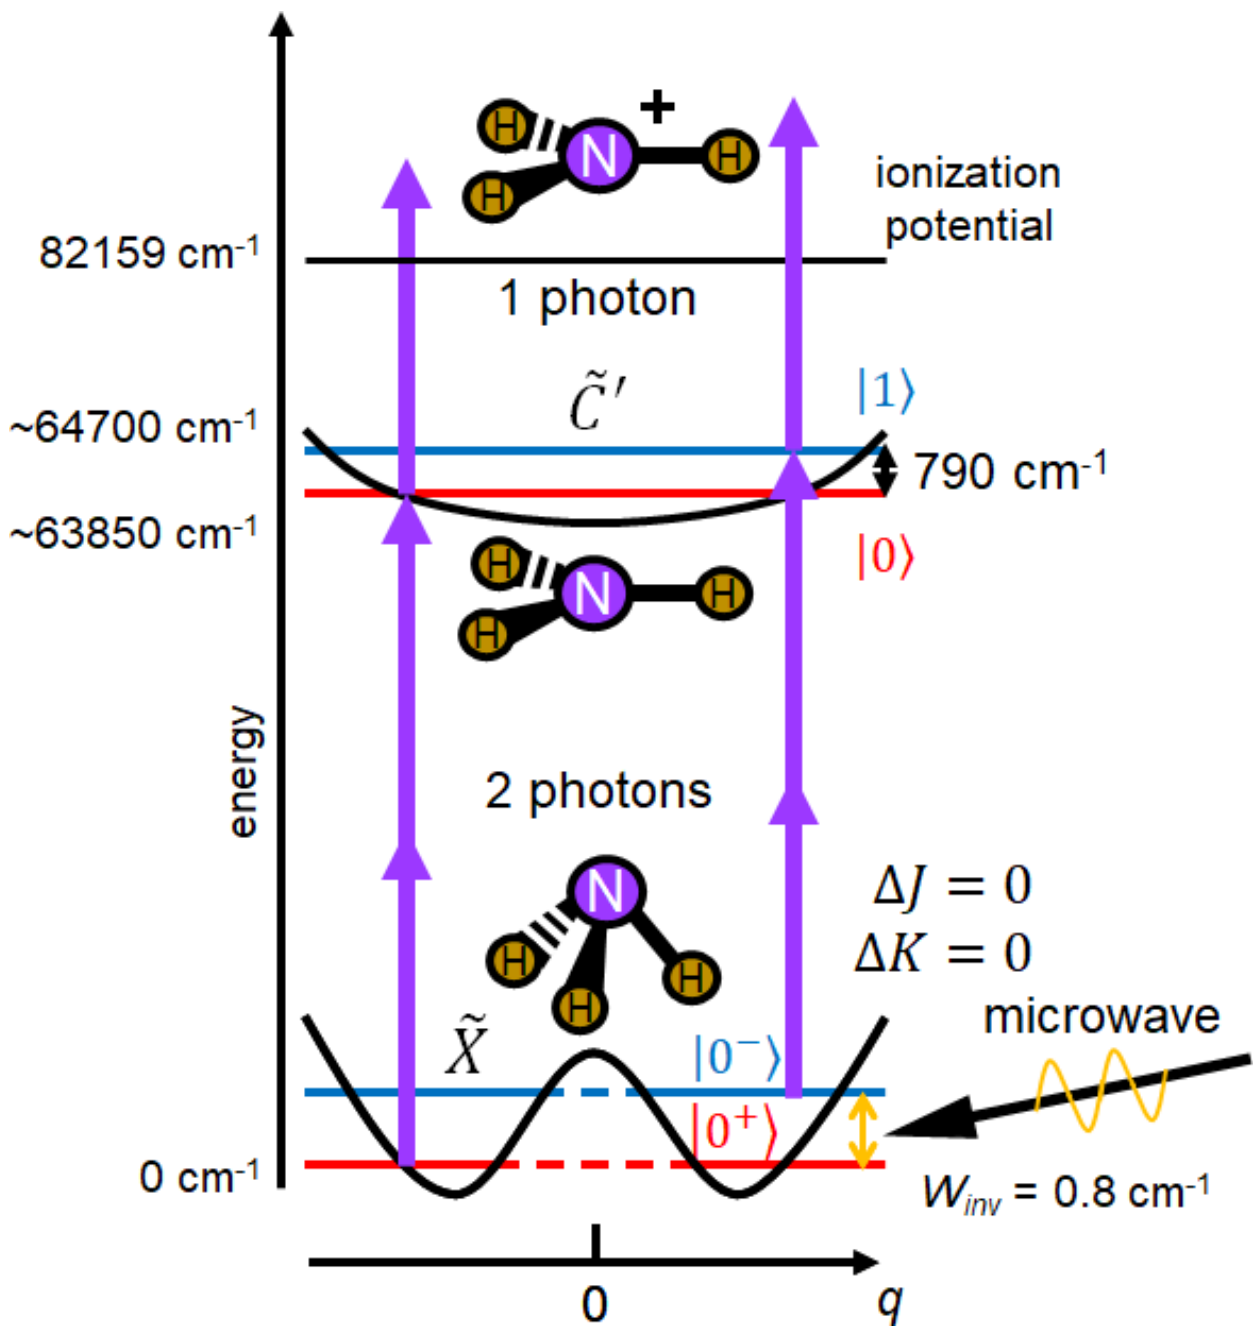 +
H
N
H
H
ionization
potential
82159 cm-1
1 photon
C̃′
|1⟩
~64700 cm-1
790 cm-1
~63850 cm-1
|0⟩
H
N
H
H
energy
2 photons
N
H
H
H
ΔJ = 0
ΔK = 0
microwave
X̃
|0−⟩
|0+⟩
0 cm-1
Winv = 0.8 cm-1
0
q